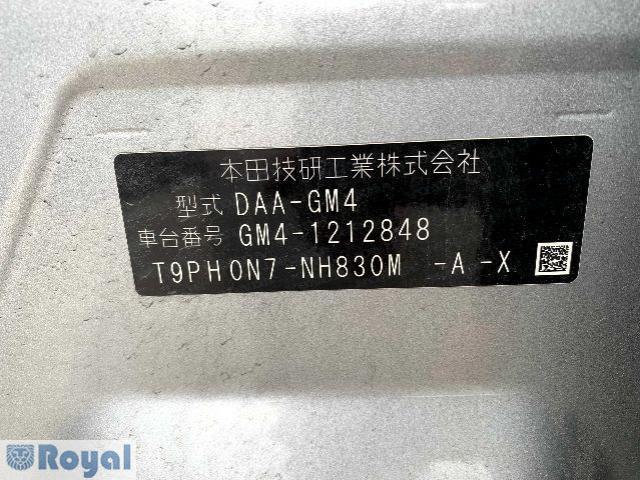 本田技研工業株式会社
型式 DAA-GM4
車台番号 GM4-1212848
T9PH0N7-NH830M -A -X
Royal